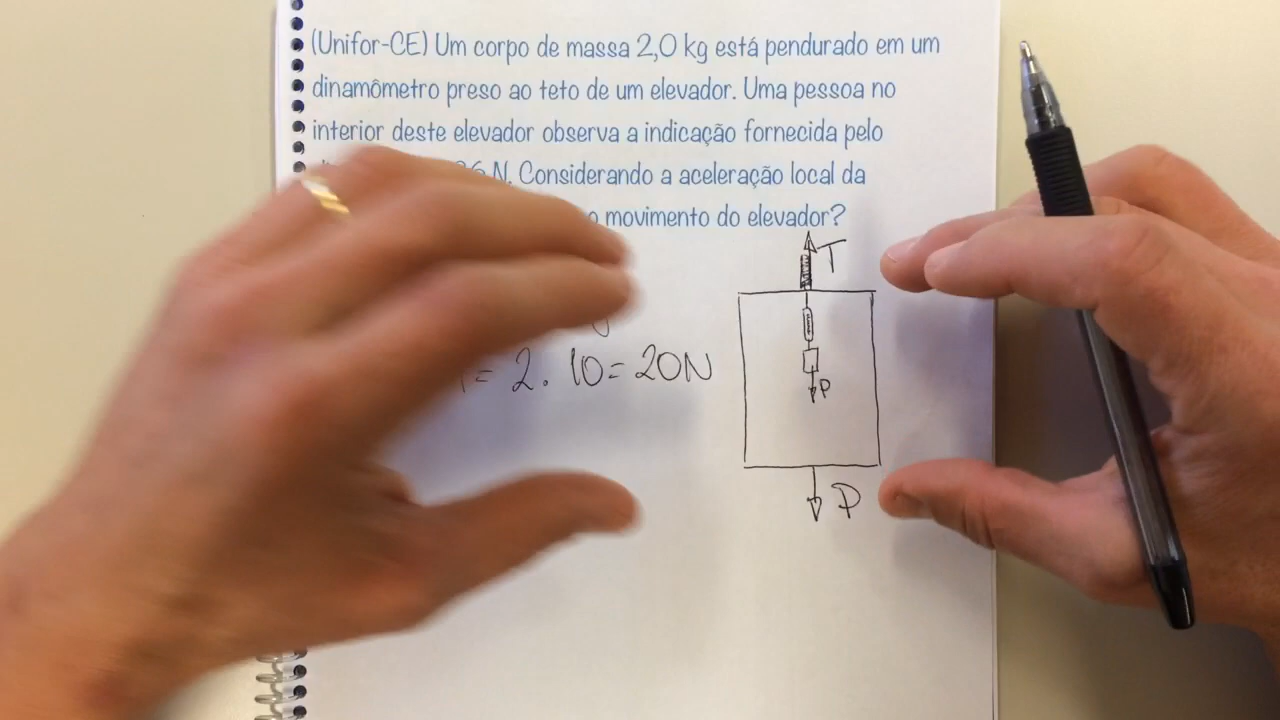 (Unifor-CE) Um corpo de massa 2,0 kg está pendurado em um
dinamômetro preso ao teto de um elevador. Uma pessoa no
interior deste elevador observa a indicação fornecida pelo
N. Considerando a aceleração local da
o movimento do elevador?
T
= 2 . 10 = 20N
P
P